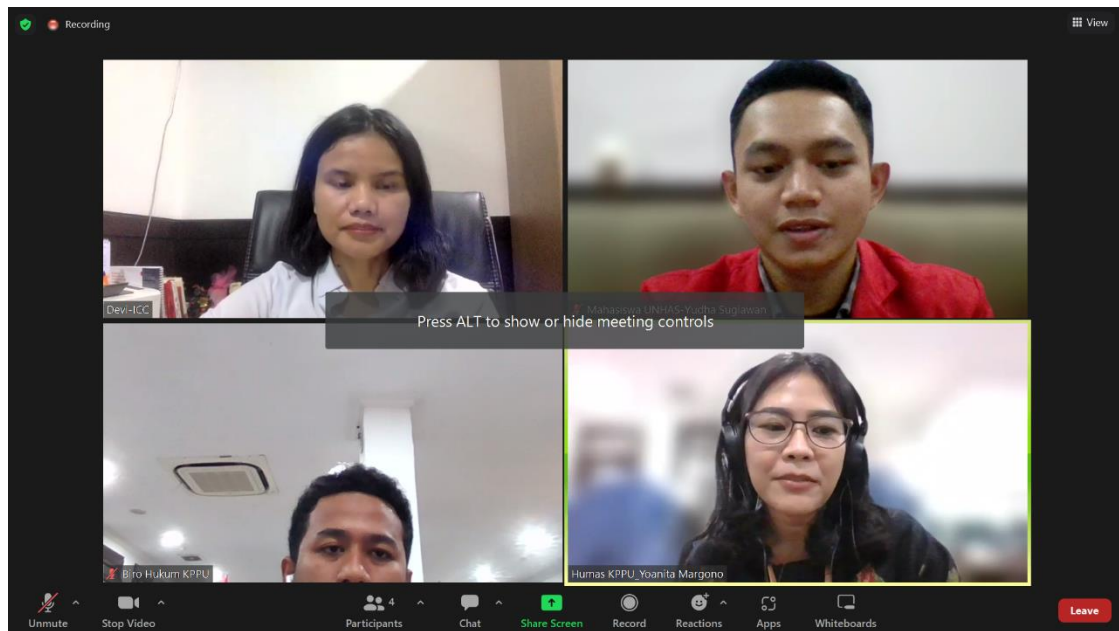 Recording
View
Devi-ICC
Mahasiswa UNHAS-Yudha Sugiawan
Press ALT to show or hide meeting controls
Biro Hukum KPPU
Humas KPPU_Yoanita Margono
Unmute
Stop Video
4
Participants
Chat
Share Screen
Record
Reactions
Apps
Whiteboards
Leave